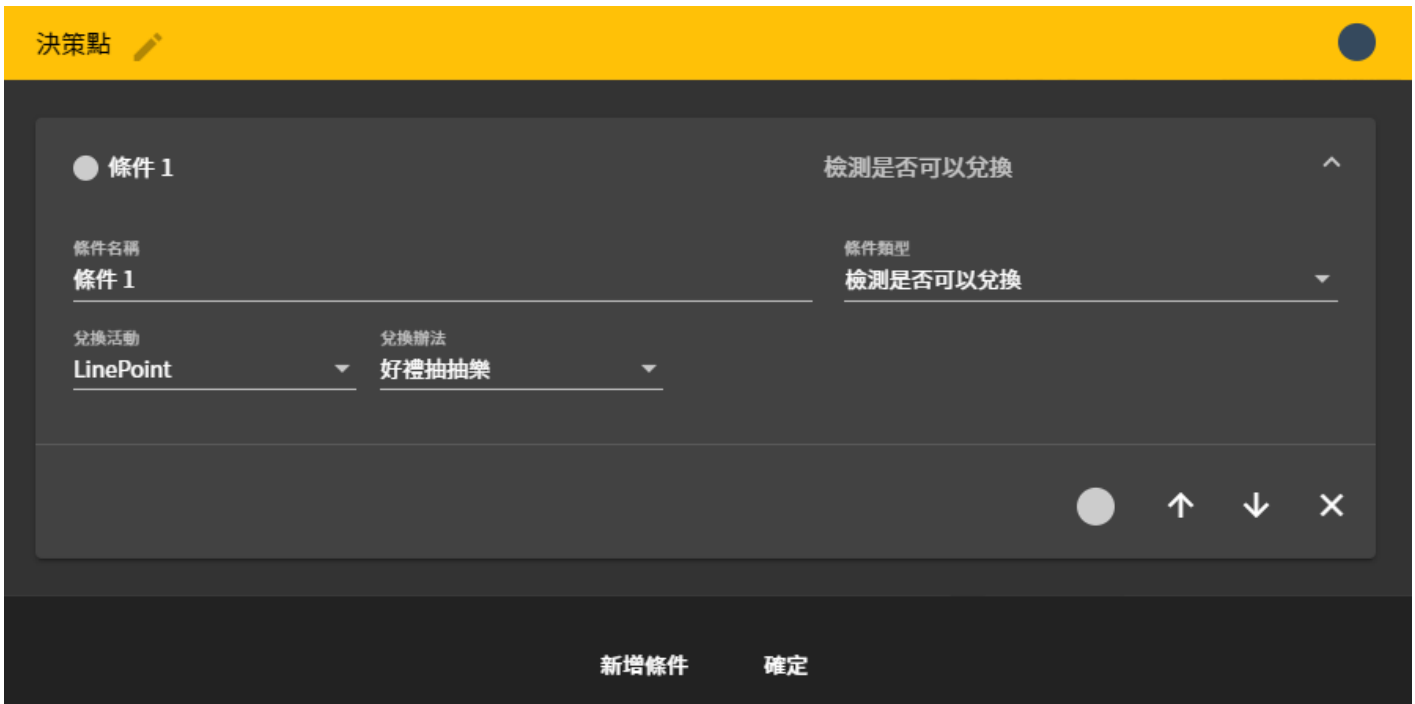 決策點
條件 1 檢測是否可以兌換
條件名稱 條件類型
條件 1 檢測是否可以兌換
兌換活動 兌換辦法
LinePoint 好禮抽抽樂
新增條件 確定